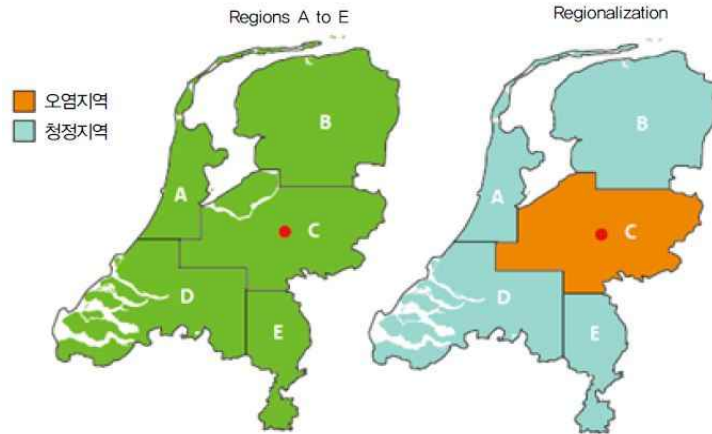 Regions A to E
Regionalization
오염지역
청정지역
B
A
C
D
E
B
A
C
D
E